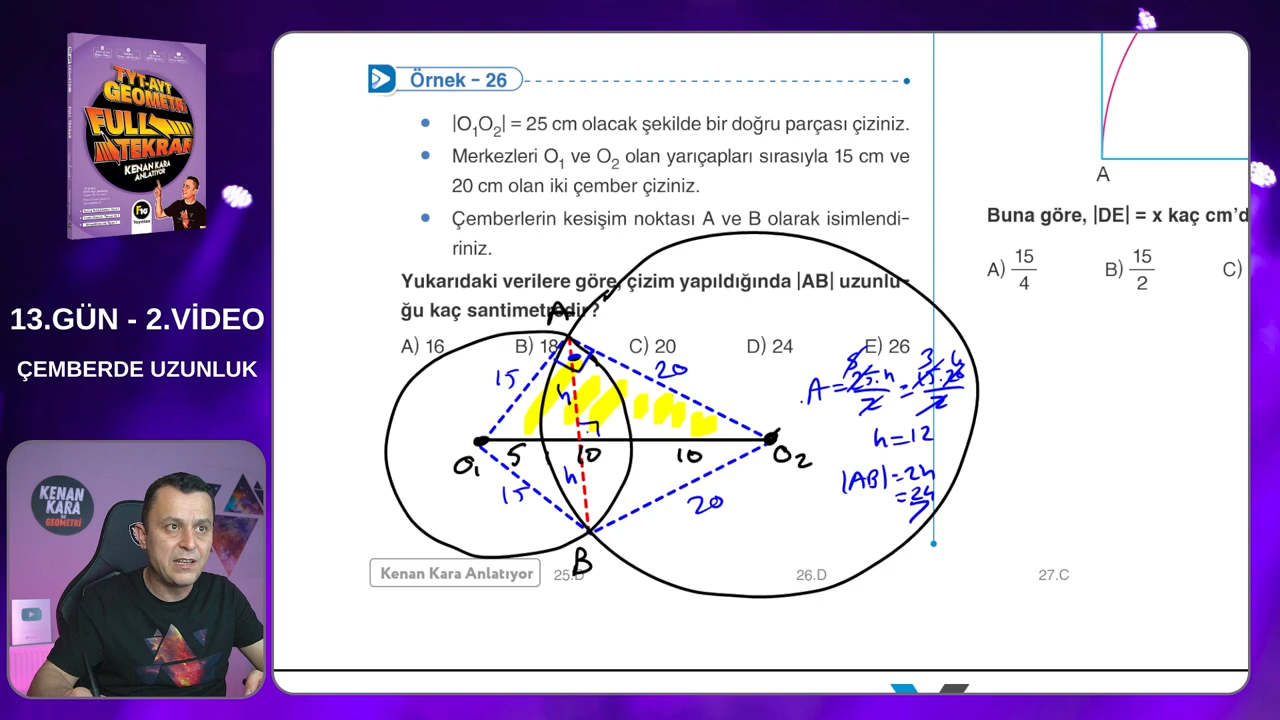 TYT-AYT
GEOMETRİ
FULL
TEKRAR
KENAN KARA
ANLATIYOR
13.GÜN - 2.VİDEO
ÇEMBERDE UZUNLUK
KENAN
KARA
ile
GEOMETRİ
Örnek - 26
• |O₁O₂| = 25 cm olacak şekilde bir doğru parçası çiziniz.
• Merkezleri O₁ ve O₂ olan yarıçapları sırasıyla 15 cm ve
20 cm olan iki çember çiziniz.
• Çemberlerin kesişim noktası A ve B olarak isimlendi-
riniz.
Yukarıdaki verilere göre, çizim yapıldığında |AB| uzunlu-
ğu kaç santimetredir?
A) 16 B) 18 C) 20 D) 24 E) 26
A
15
20
h
O₁ 5 10 10 O₂
h
15
20
B
A = 25.h/2 = 15.20/2
5 3 4
h=12
|AB|=2h
=24
Kenan Kara Anlatıyor
25.D
26.D
27.C
A
Buna göre, |DE| = x kaç cm'd
A) 15/4 B) 15/2 C)